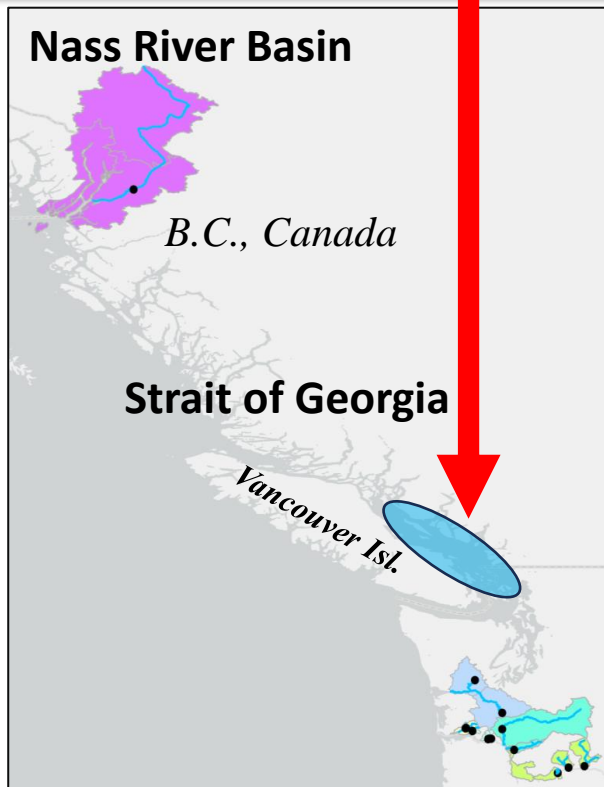 Nass River Basin
B.C., Canada
Strait of Georgia
Vancouver Isl.